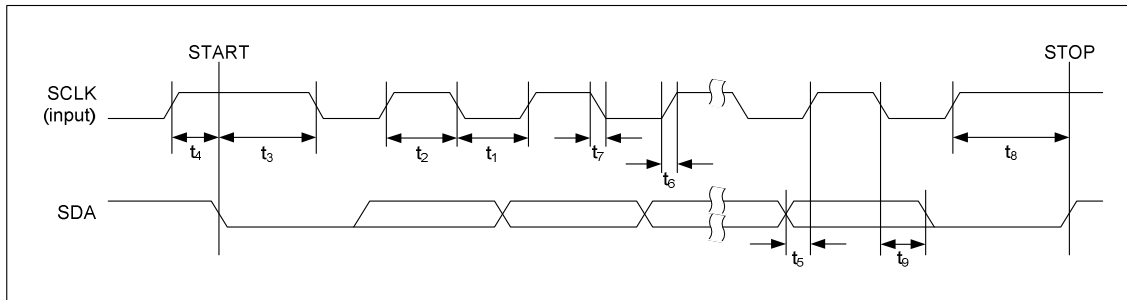 START
STOP
SCLK
(input)
t4
t3
t2
t1
t7
t6
t8
SDA
t5
t9